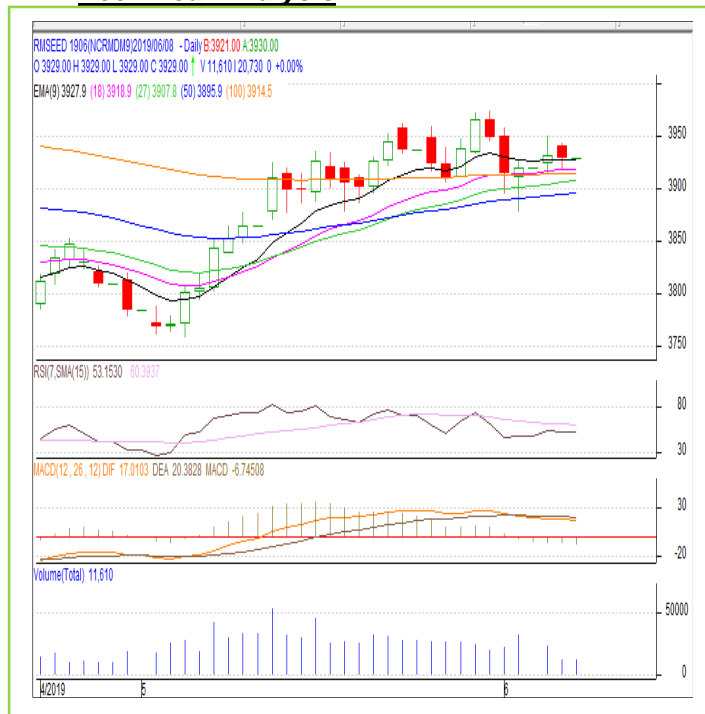 RMSEED 1906(NCRMDM9)2019/06/08 - Daily B:3921.00 A:3930.00
O 3929.00 H 3929.00 L 3929.00 C 3929.00 ↑ V 11,610 I 20,730 0 +0.00%
EMA(9) 3927.9 (18) 3918.9 (27) 3907.8 (50) 3895.9 (100) 3914.5
3950
3900
3850
3800
3750
RSI(7,SMA(15)) 53.1530 60.3937
80
30
MACD(12 , 26 , 12) DIF 17.0103 DEA 20.3828 MACD -6.74508
30
-20
Volume(Total) 11,610
50000
0
4/2019 5 6